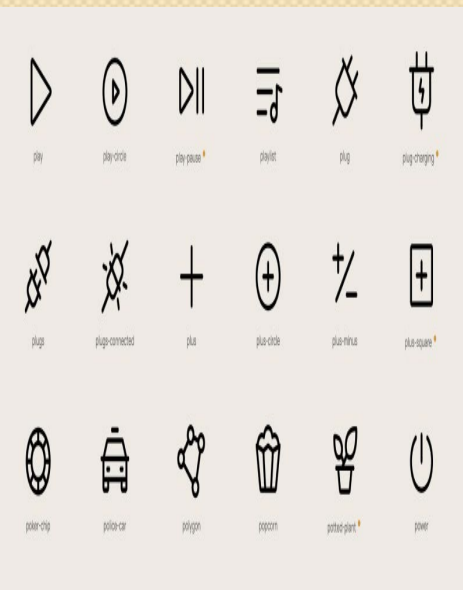 play play-circle play-pause playlist plug plug-charging
plugs plugs-connected plus plus-circle plus-minus plus-square
poker-chip police-car polygon popcorn potted-plant power